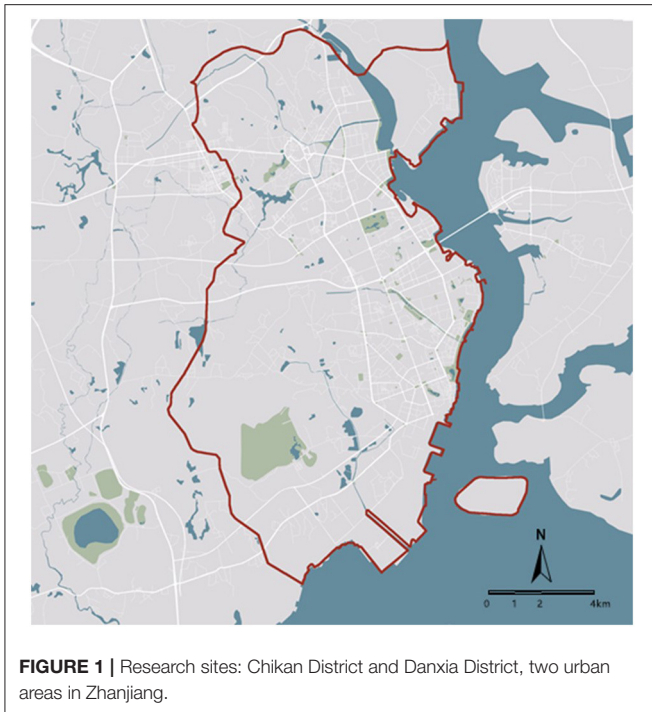 N
0 1 2 4km
FIGURE 1 | Research sites: Chikan District and Danxia District, two urban
areas in Zhanjiang.